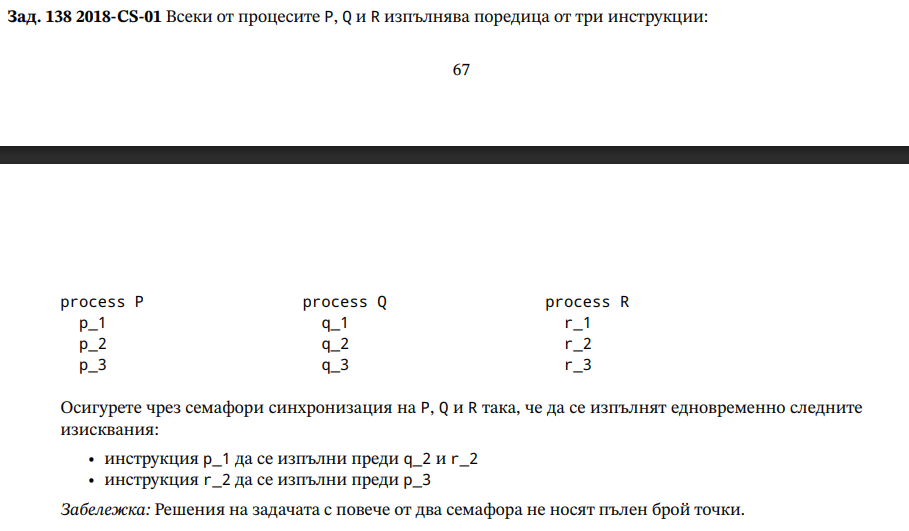 Зад. 138 2018-CS-01 Всеки от процесите P, Q и R изпълнява поредица от три инструкции:
67
process P process Q process R
p_1 q_1 r_1
p_2 q_2 r_2
p_3 q_3 r_3
Осигурете чрез семафори синхронизация на P, Q и R така, че да се изпълнят едновременно следните
изисквания:
• инструкция p_1 да се изпълни преди q_2 и r_2
• инструкция r_2 да се изпълни преди p_3
Забележка: Решения на задачата с повече от два семафора не носят пълен брой точки.